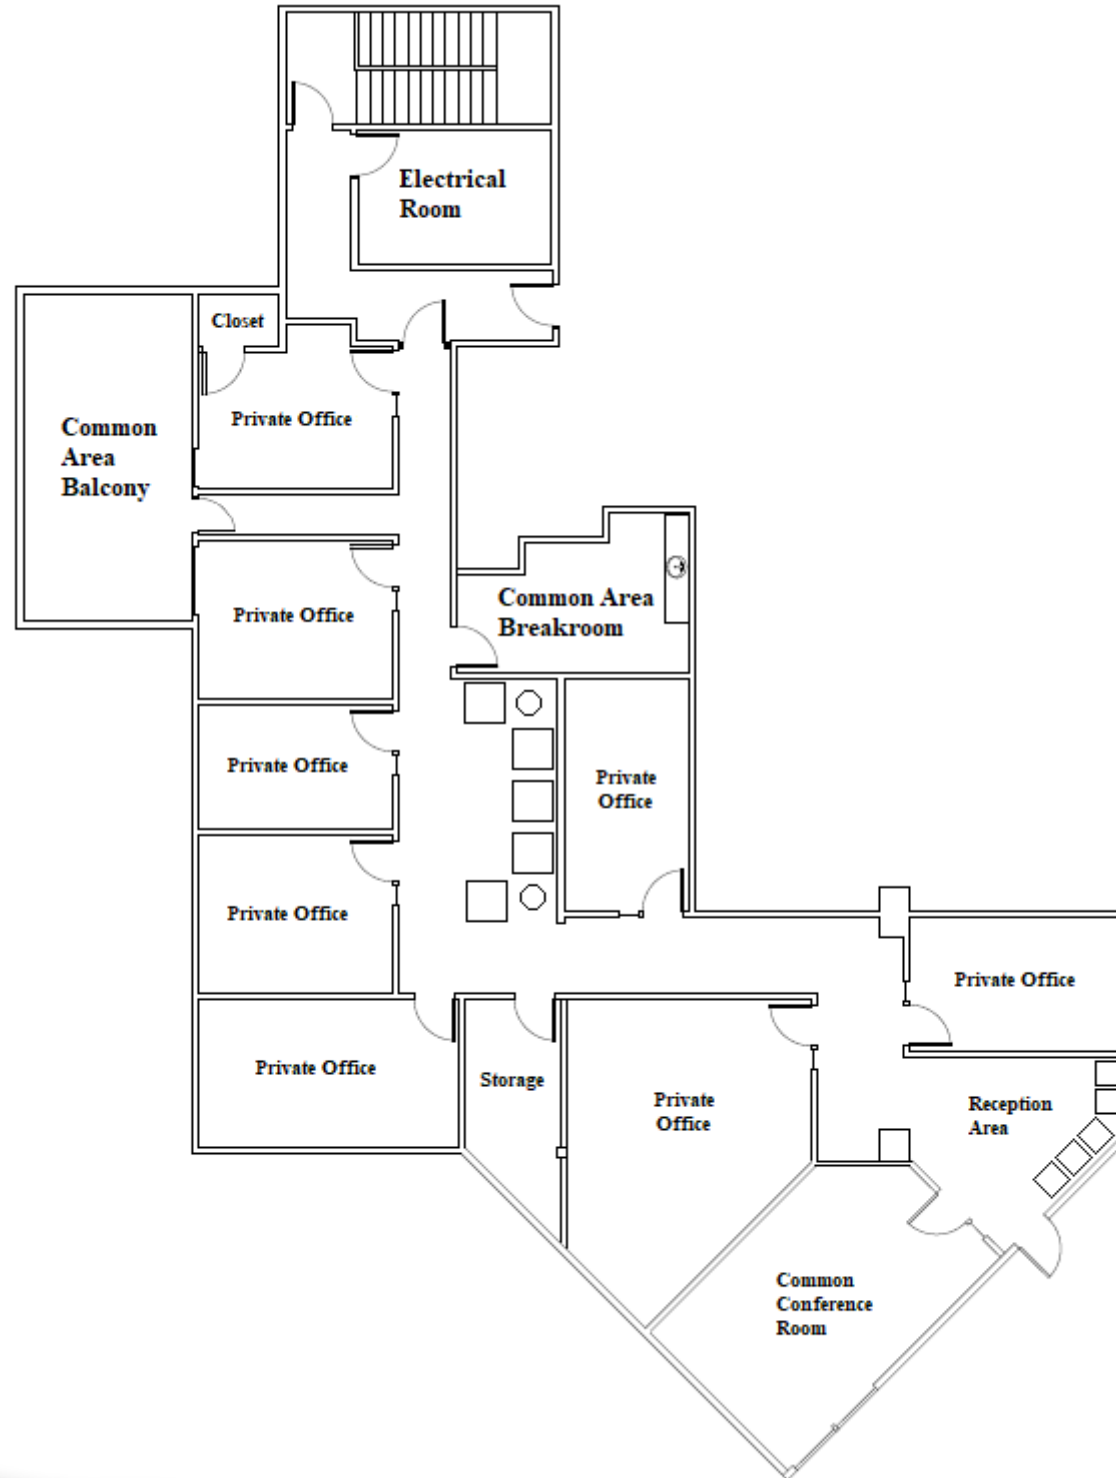 Electrical
Room
Closet
Private Office
Common
Area
Balcony
Private Office
Common Area
Breakroom
Private Office
Private
Office
Private Office
Private Office
Private Office
Storage
Private
Office
Reception
Area
Common
Conference
Room